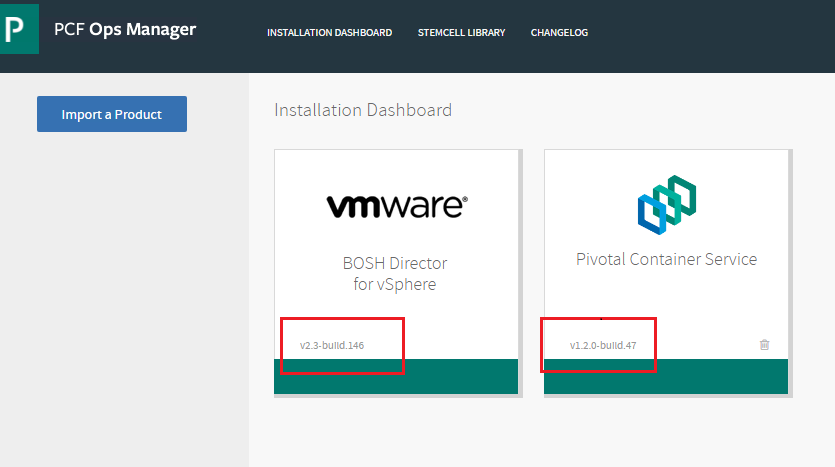 P
PCF Ops Manager
INSTALLATION DASHBOARD
STEMCELL LIBRARY
CHANGELOG
Import a Product
Installation Dashboard
vmware®
BOSH Director
for vSphere
v2.3-build.146
Pivotal Container Service
v1.2.0-build.47